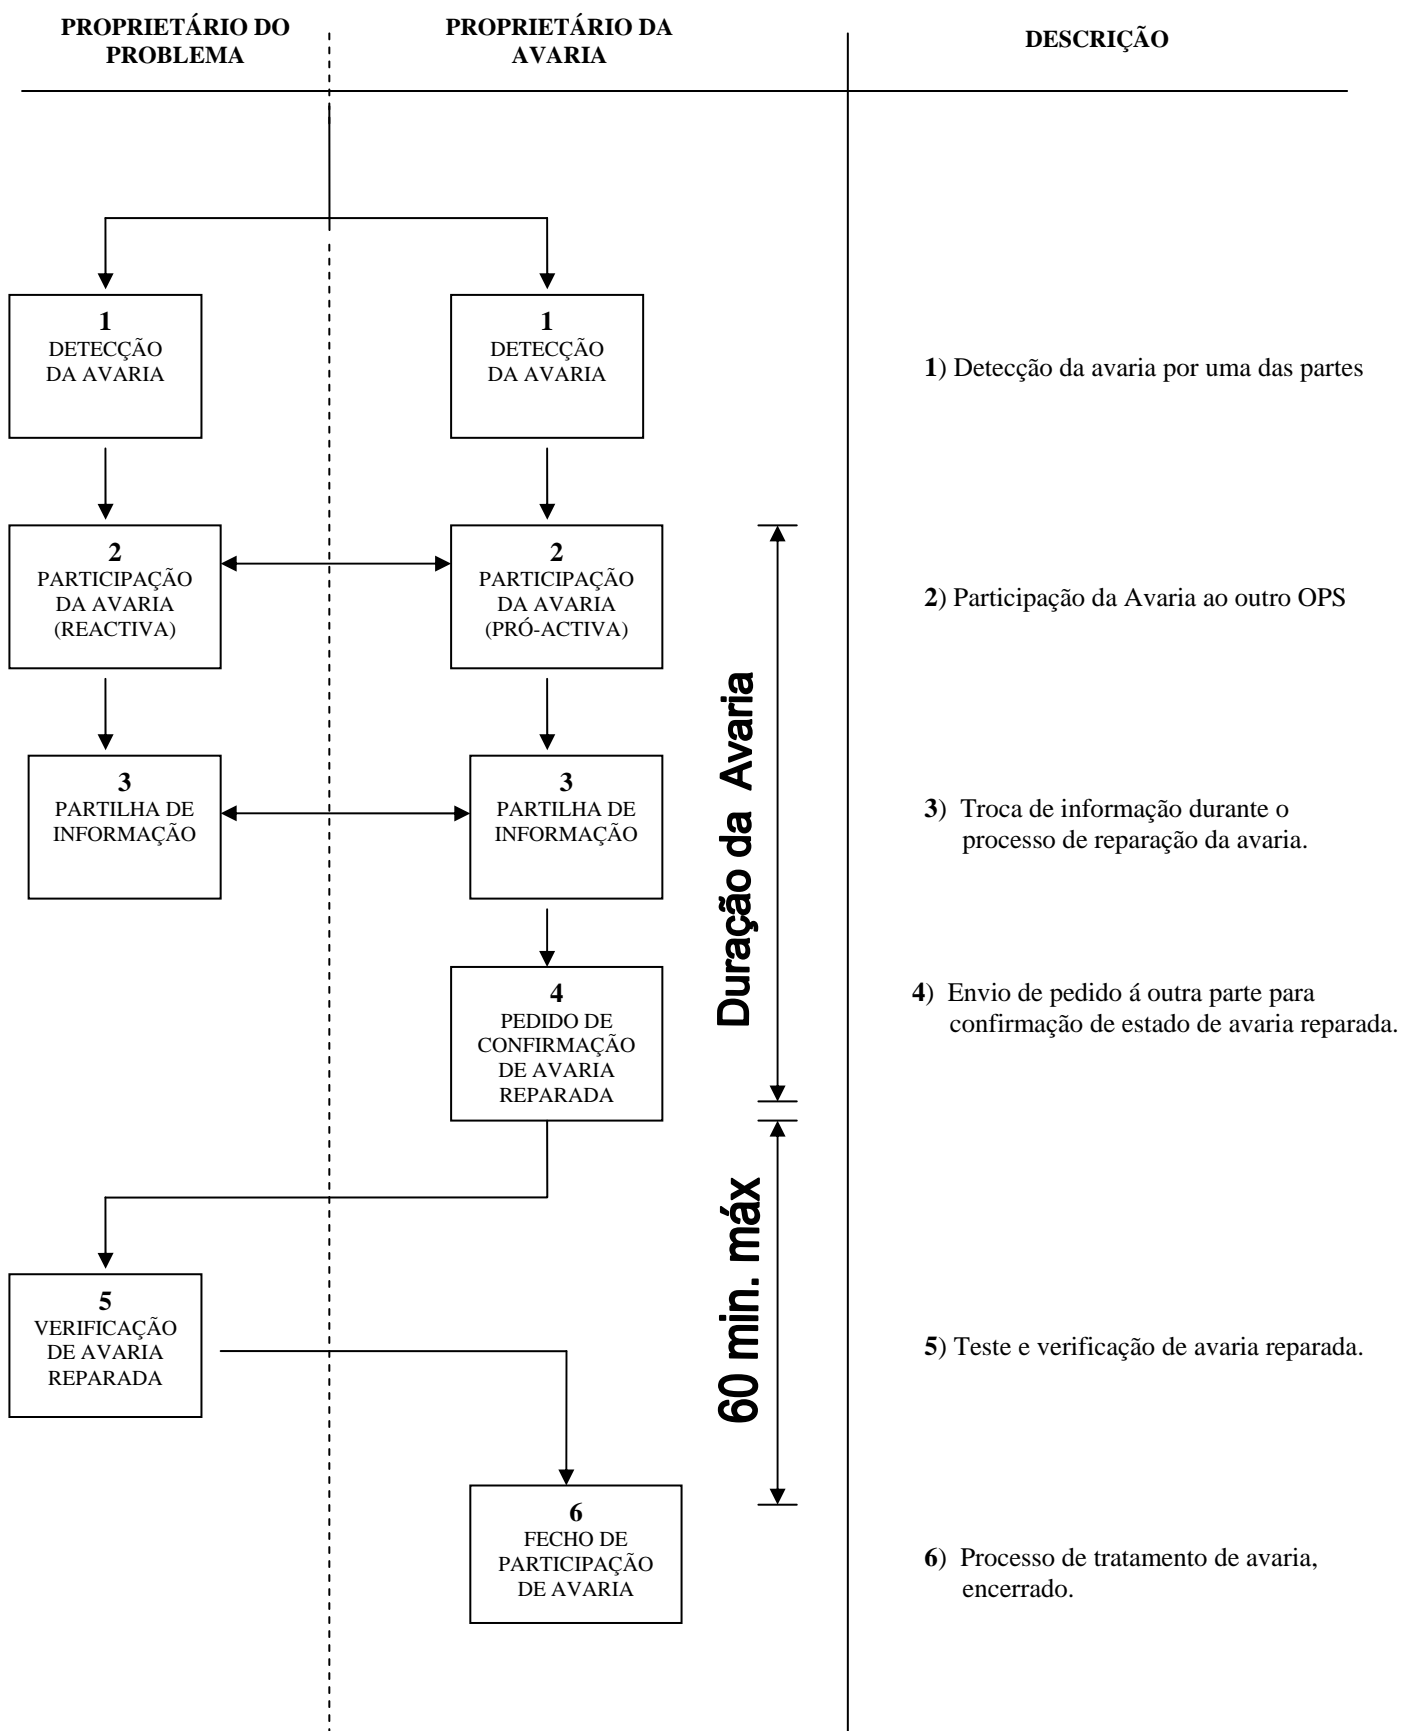 PROPRIETÁRIO DO
PROBLEMA
PROPRIETÁRIO DA
AVARIA
DESCRIÇÃO
1
DETECÇÃO
DA AVARIA
1
DETECÇÃO
DA AVARIA
1) Detecção da avaria por uma das partes
2
PARTICIPAÇÃO
DA AVARIA
(REACTIVA)
2
PARTICIPAÇÃO
DA AVARIA
(PRÓ-ACTIVA)
2) Participação da Avaria ao outro OPS
Duração da Avaria
3
PARTILHA DE
INFORMAÇÃO
3
PARTILHA DE
INFORMAÇÃO
3) Troca de informação durante o
processo de reparação da avaria.
4
PEDIDO DE
CONFIRMAÇÃO
DE AVARIA
REPARADA
4) Envio de pedido á outra parte para
confirmação de estado de avaria reparada.
60 min. máx
5
VERIFICAÇÃO
DE AVARIA
REPARADA
5) Teste e verificação de avaria reparada.
6
FECHO DE
PARTICIPAÇÃO
DE AVARIA
6) Processo de tratamento de avaria,
encerrado.